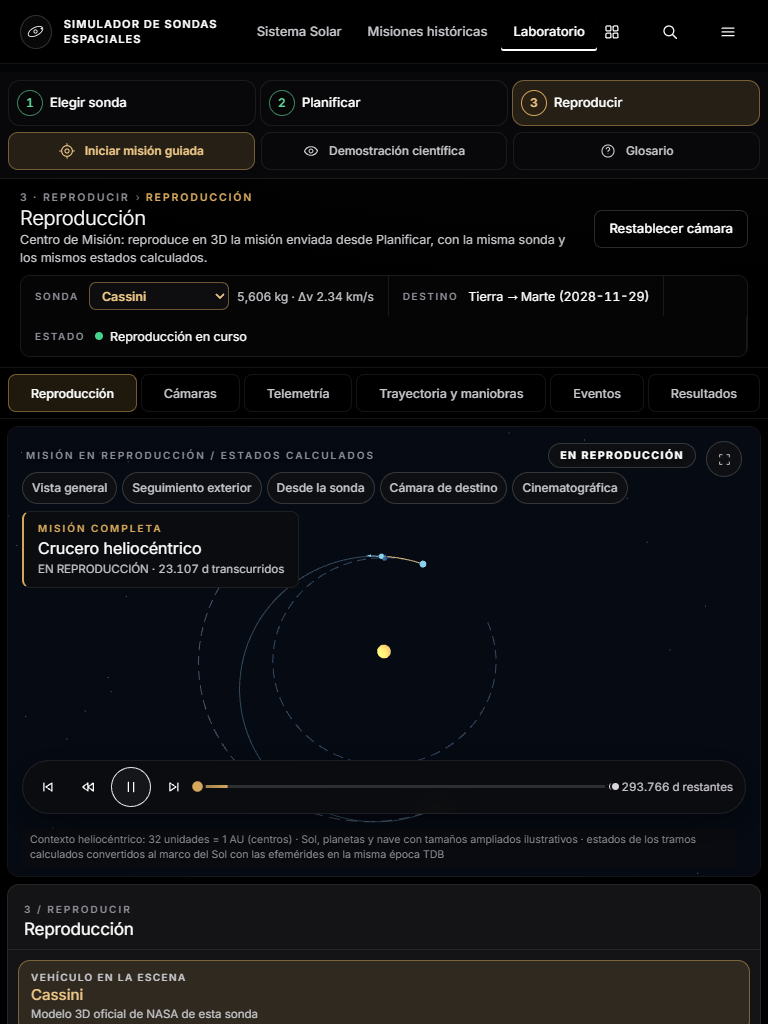 SIMULADOR DE SONDAS
ESPACIALES
Sistema Solar
Misiones históricas
Laboratorio
1 Elegir sonda
2 Planificar
3 Reproducir
Iniciar misión guiada
Demostración científica
Glosario
3 · REPRODUCIR › REPRODUCCIÓN
Reproducción
Centro de Misión: reproduce en 3D la misión enviada desde Planificar, con la misma sonda y
los mismos estados calculados.
Restablecer cámara
SONDA Cassini 5,606 kg · Δv 2.34 km/s
DESTINO Tierra → Marte (2028-11-29)
ESTADO Reproducción en curso
Reproducción
Cámaras
Telemetría
Trayectoria y maniobras
Eventos
Resultados
MISIÓN EN REPRODUCCIÓN / ESTADOS CALCULADOS
EN REPRODUCCIÓN
Vista general
Seguimiento exterior
Desde la sonda
Cámara de destino
Cinematográfica
MISIÓN COMPLETA
Crucero heliocéntrico
EN REPRODUCCIÓN · 23.107 d transcurridos
293.766 d restantes
Contexto heliocéntrico: 32 unidades = 1 AU (centros) · Sol, planetas y nave con tamaños ampliados ilustrativos · estados de los tramos
calculados convertidos al marco del Sol con las efemérides en la misma época TDB
3 / REPRODUCIR
Reproducción
VEHÍCULO EN LA ESCENA
Cassini
Modelo 3D oficial de NASA de esta sonda